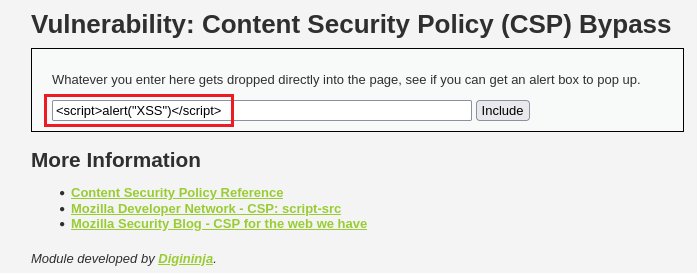 Vulnerability: Content Security Policy (CSP) Bypass
Whatever you enter here gets dropped directly into the page, see if you can get an alert box to pop up.
<script>alert("XSS")</script> Include
More Information
• Content Security Policy Reference
• Mozilla Developer Network - CSP: script-src
• Mozilla Security Blog - CSP for the web we have
Module developed by Digininja.